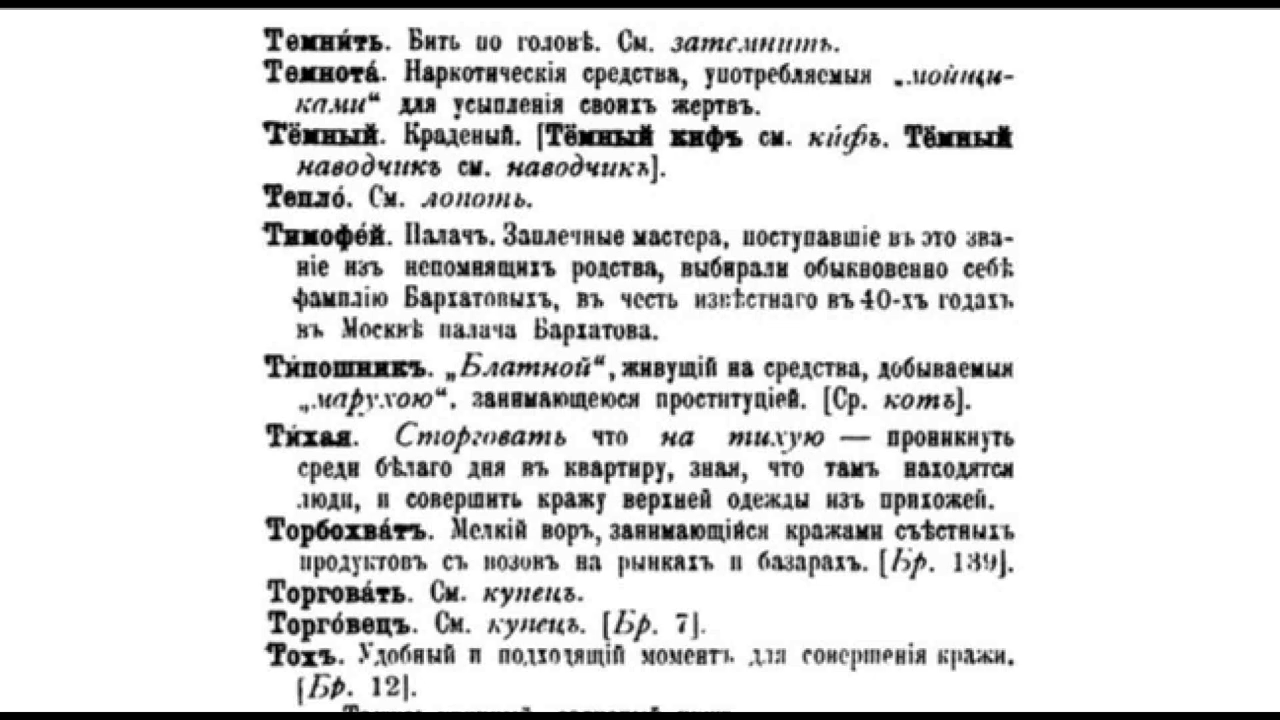 Темни́ть. Бить по головѣ. См. затемнить.
Темнота́. Наркотическія средства, употребляемыя „мойщи-
ками“ для усыпленія своихъ жертвъ.
Тёмный. Краденый. [Тёмный кифъ см. ки́фъ. Тёмный
наводчикъ см. наводчикъ].
Тепло́. См. лопоть.
Тимофе́й. Палачъ. Заплечные мастера, поступавшіе въ это зва-
ніе изъ непомнящихъ родства, выбирали обыкновенно себѣ
фамилію Бархатовыхъ, въ честь извѣстнаго въ 40-хъ годахъ
въ Москвѣ палача Бархатова.
Ти́пошникъ. „Блатной“, живущій на средства, добываемыя
„марухою“, занимающеюся проституціей. [Ср. котъ].
Ти́хая. Сторговать что на тихую — проникнуть
среди бѣлаго дня въ квартиру, зная, что тамъ находятся
люди, и совершить кражу верхней одежды изъ прихожей.
Торбохва́тъ. Мелкій воръ, занимающійся кражами съѣстныхъ
продуктовъ съ возовъ на рынкахъ и базарахъ. [Бр. 139].
Торгова́ть. См. купецъ.
Торго́вецъ. См. купецъ. [Бр. 7].
Тохъ. Удобный и подходящій моментъ для совершенія кражи.
[Бр. 12].